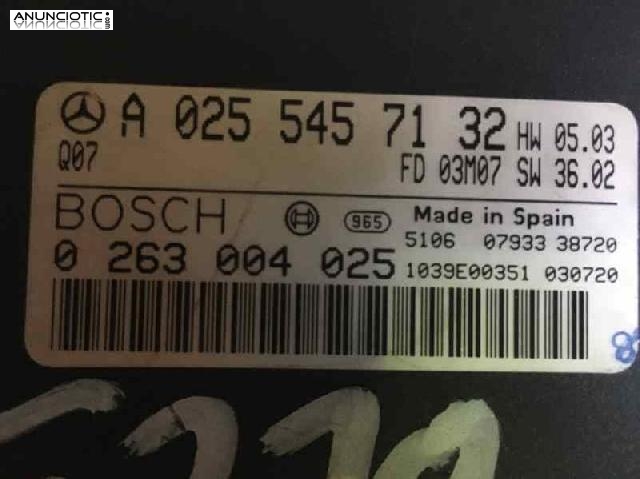 ANUNCIOTIC.es
A 025 545 71 32 HW 05.03
Q07 FD 03M07 SW 36.02
BOSCH 965 Made in Spain
5106 07933 38720
0 263 004 025 1039E00351 030720